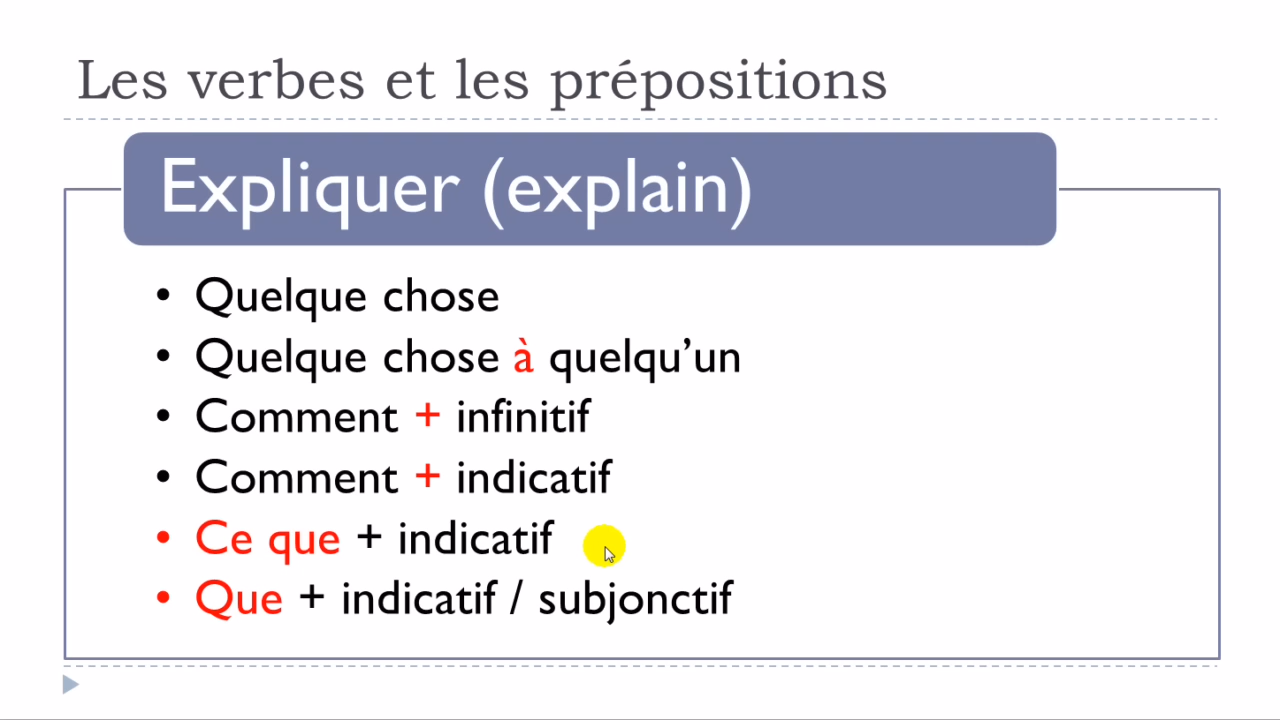 Les verbes et les prépositions
Expliquer (explain)
• Quelque chose
• Quelque chose à quelqu’un
• Comment + infinitif
• Comment + indicatif
• Ce que + indicatif
• Que + indicatif / subjonctif